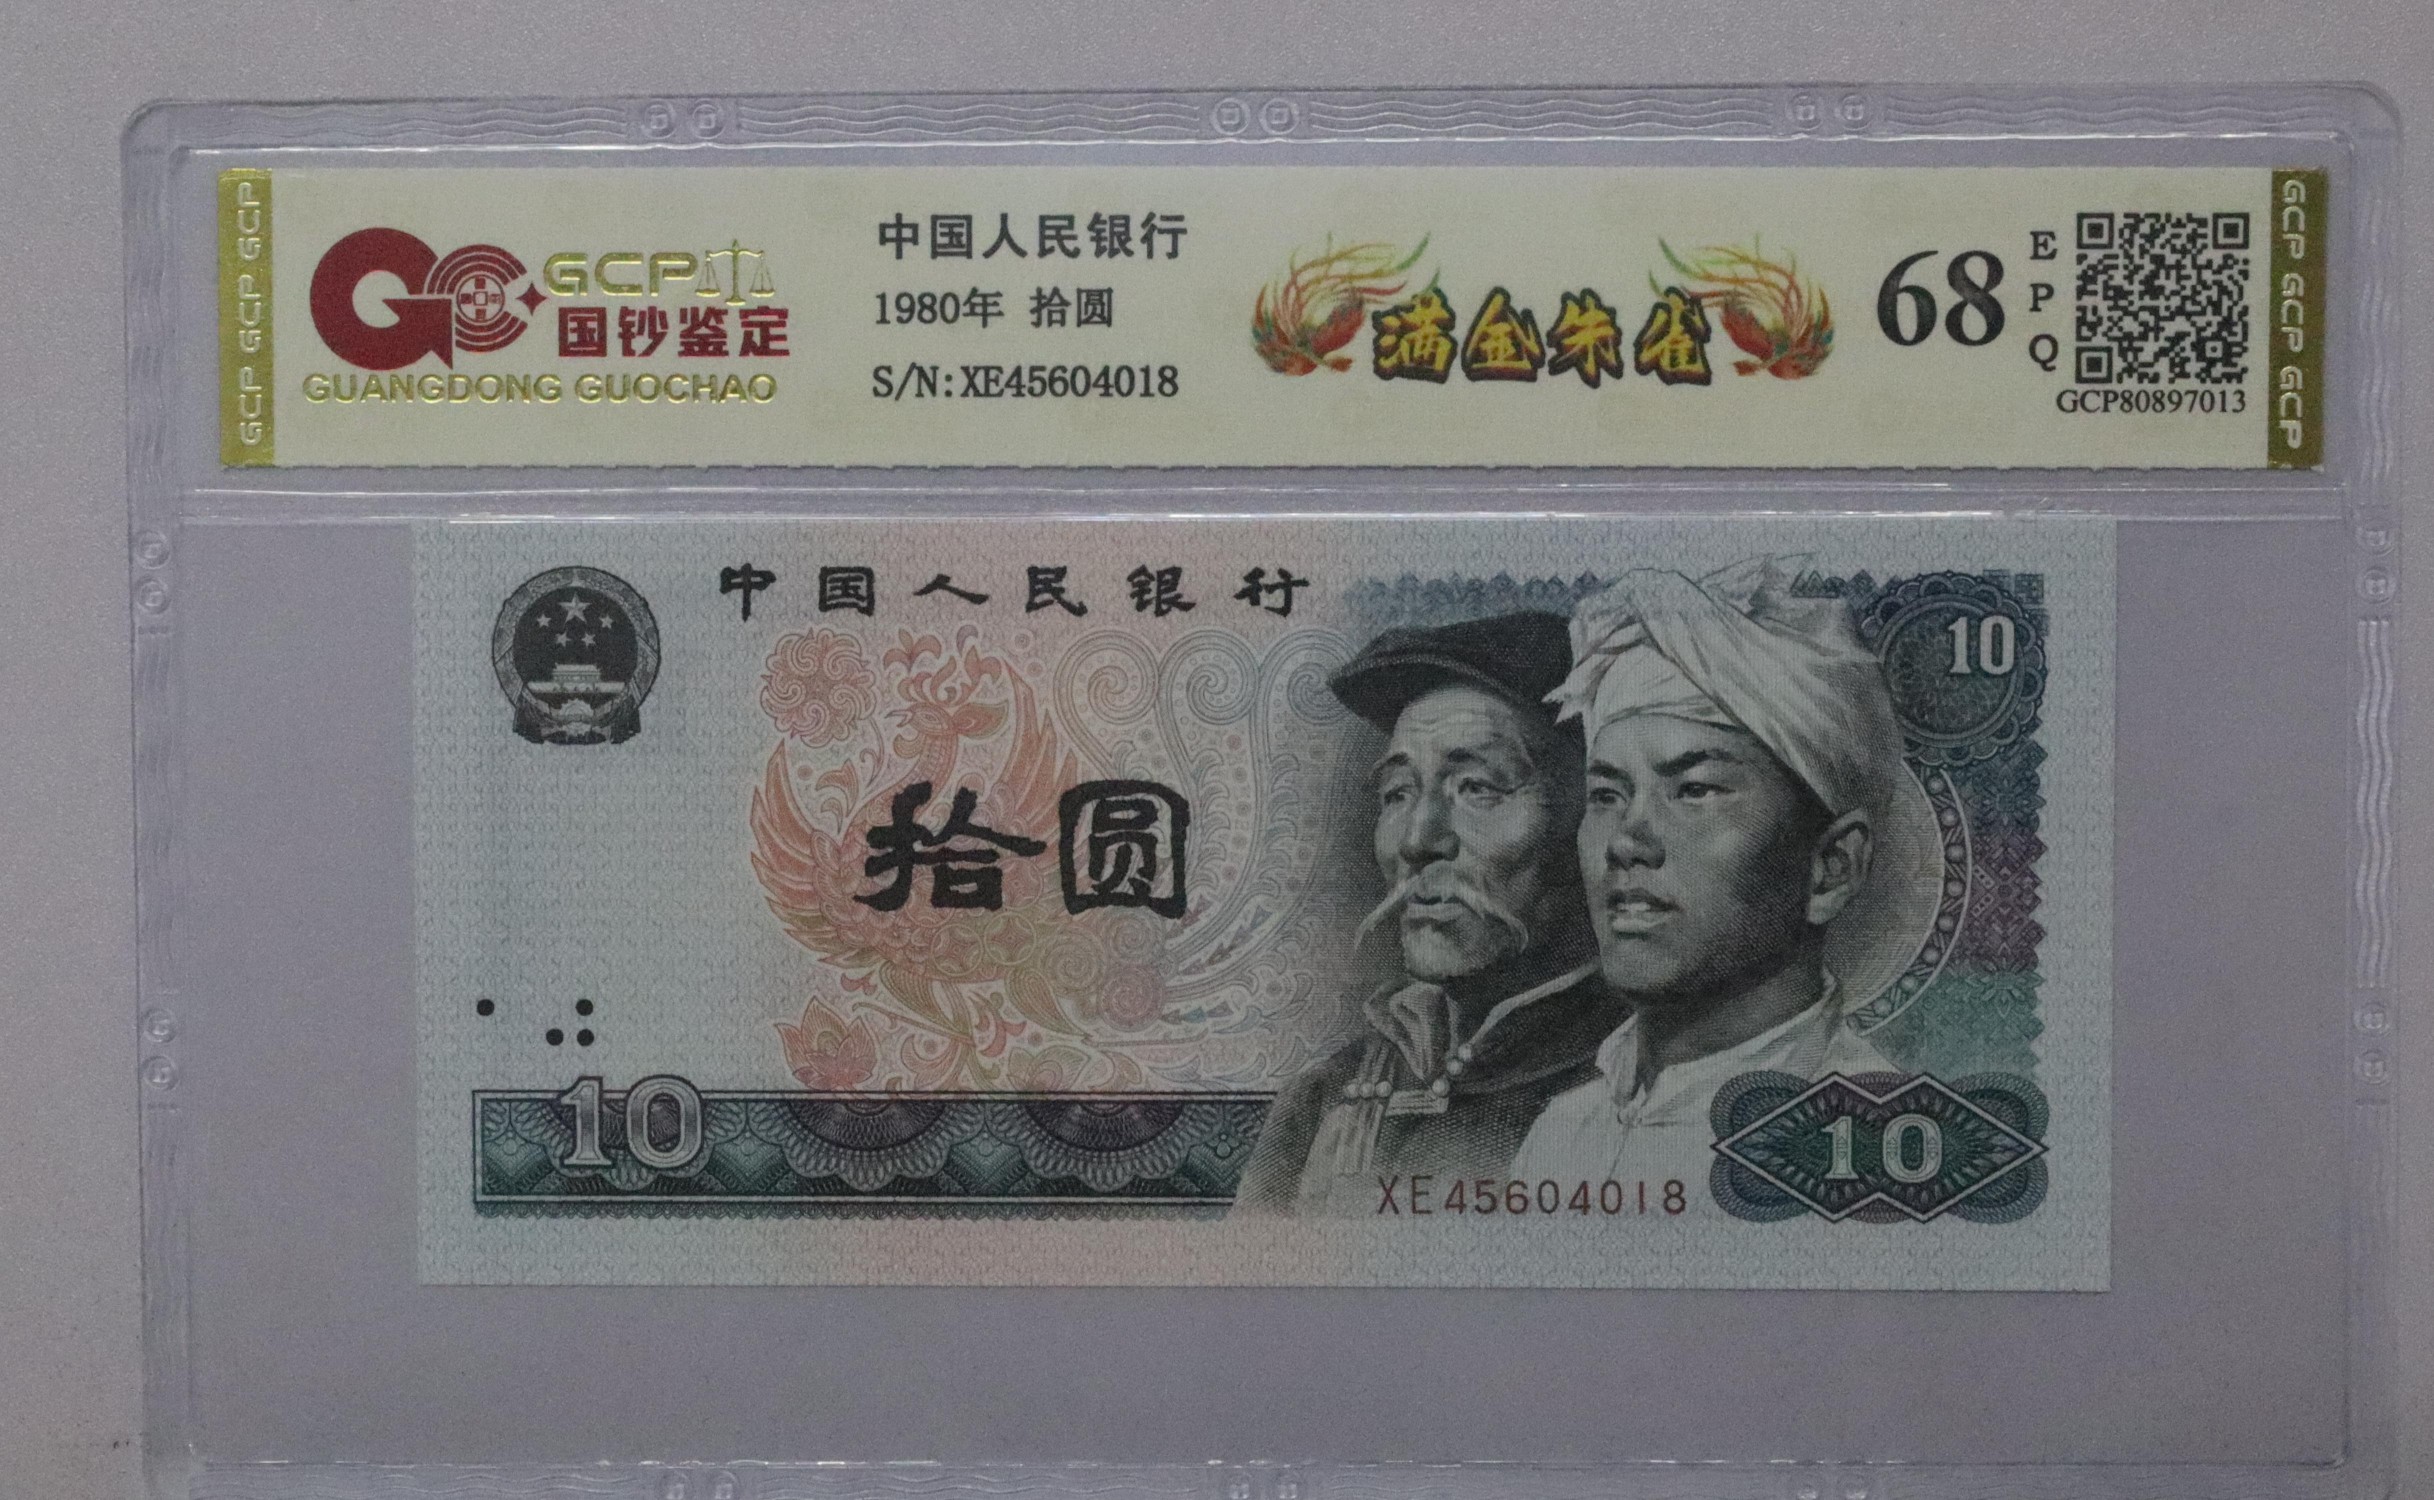 GCP GCP GCP
GCP
国钞鉴定
GUANGDONG GUOCHAO
中国人民银行
1980年 拾圆
S/N:XE45604018
满金朱雀
68
EPQ
GCP80897013
GCP GCP GCP
中国人民银行
10
拾圆
10
10
XE45604018